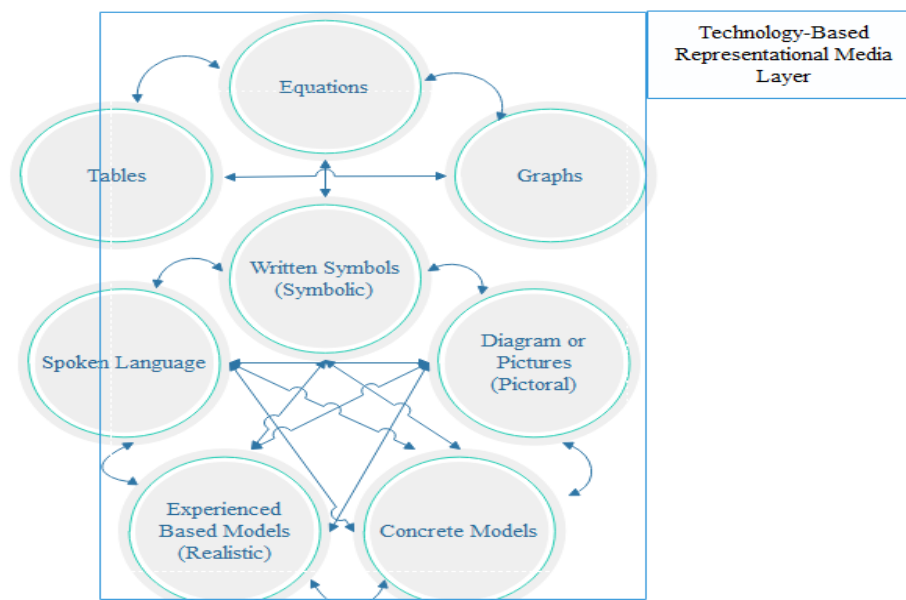 Technology-Based
Representational Media
Layer
Equations
Tables
Graphs
Written Symbols
(Symbolic)
Spoken Language
Diagram or
Pictures
(Pictoral)
Experienced
Based Models
(Realistic)
Concrete Models